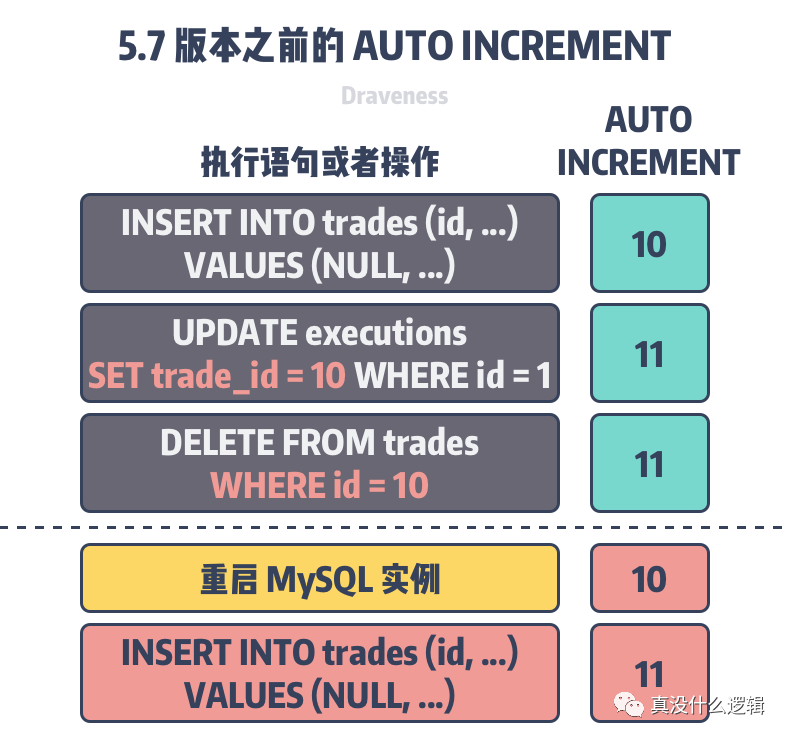 5.7 版本之前的 AUTO INCREMENT
Draveness
执行语句或者操作
AUTO
INCREMENT
INSERT INTO trades (id, ...)
VALUES (NULL, ...)
10
UPDATE executions
SET trade_id = 10 WHERE id = 1
11
DELETE FROM trades
WHERE id = 10
11
重启 MySQL 实例
10
INSERT INTO trades (id, ...)
VALUES (NULL, ...)
11
真没什么逻辑